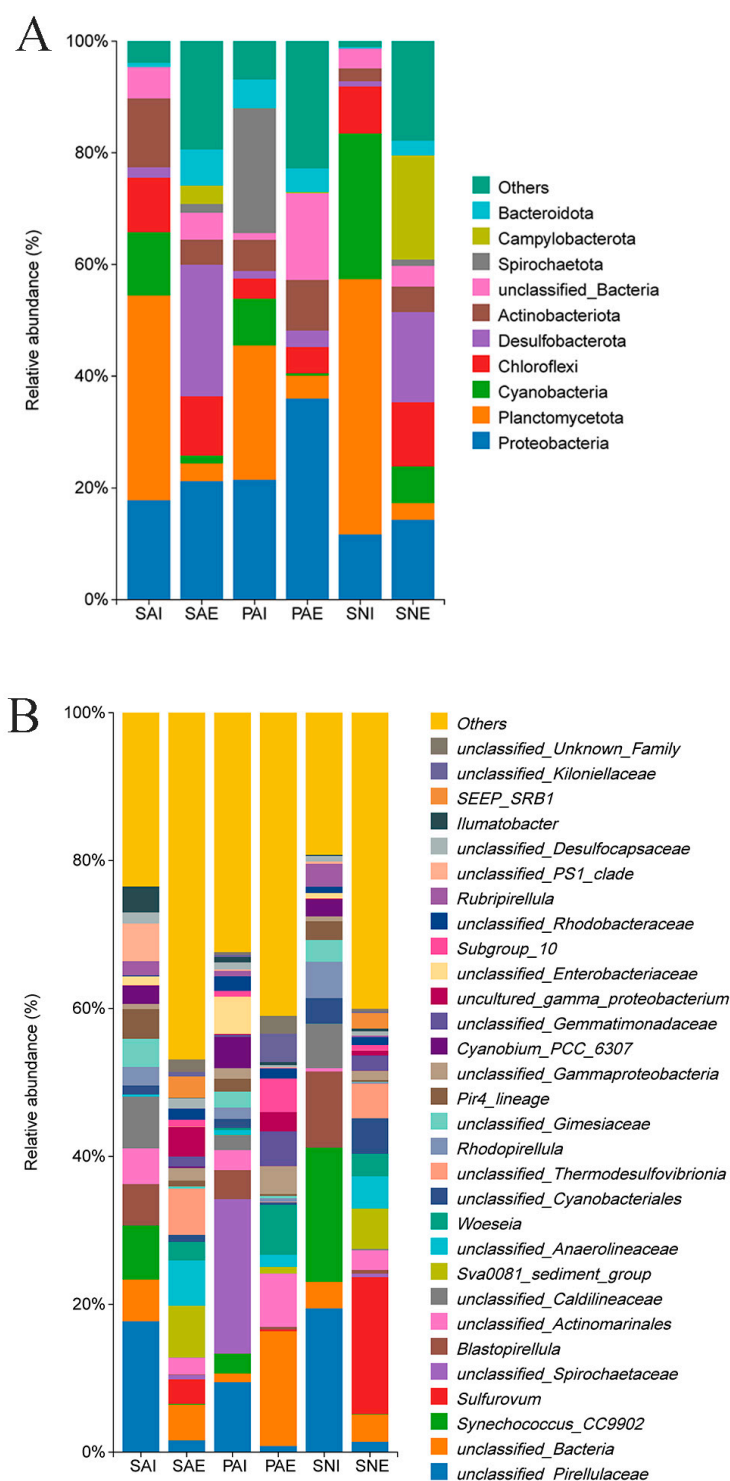 A
100%
80%
60%
40%
20%
0%
Relative abundance (%)
SAI SAE PAI PAE SNI SNE
Others
Bacteroidota
Campylobacterota
Spirochaetota
unclassified_Bacteria
Actinobacteriota
Desulfobacterota
Chloroflexi
Cyanobacteria
Planctomycetota
Proteobacteria
B
100%
80%
60%
40%
20%
0%
Relative abundance (%)
SAI SAE PAI PAE SNI SNE
Others
unclassified_Unknown_Family
unclassified_Kiloniellaceae
SEEP_SRB1
Ilumatobacter
unclassified_Desulfocapsaceae
unclassified_PS1_clade
Rubripirellula
unclassified_Rhodobacteraceae
Subgroup_10
unclassified_Enterobacteriaceae
uncultured_gamma_proteobacterium
unclassified_Gemmatimonadaceae
Cyanobium_PCC_6307
unclassified_Gammaproteobacteria
Pir4_lineage
unclassified_Gimesiaceae
Rhodopirellula
unclassified_Thermodesulfovibrionia
unclassified_Cyanobacteriales
Woeseia
unclassified_Anaerolineaceae
Sva0081_sediment_group
unclassified_Caldilineaceae
unclassified_Actinomarinales
Blastopirellula
unclassified_Spirochaetaceae
Sulfurovum
Synechococcus_CC9902
unclassified_Bacteria
unclassified_Pirellulaceae